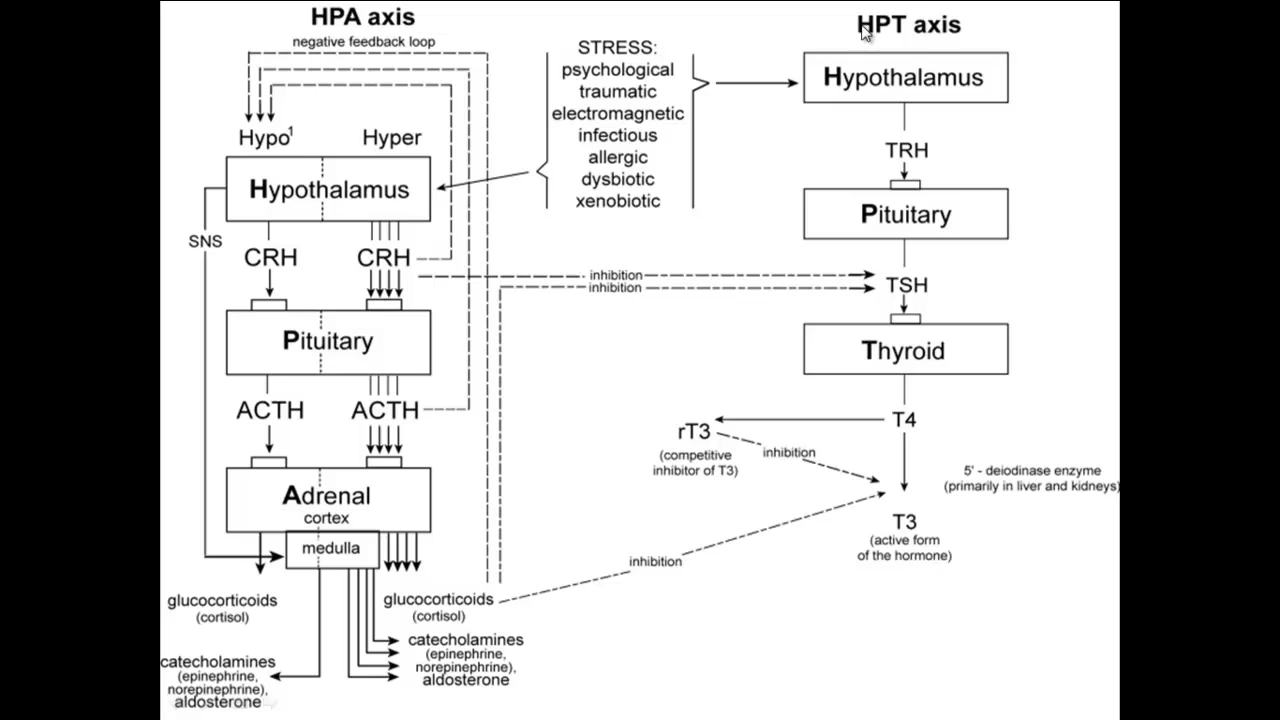 HPA axis
negative feedback loop
Hypo1
Hyper
Hypothalamus
SNS
CRH
CRH
Pituitary
ACTH
ACTH
Adrenal
cortex
medulla
glucocorticoids
(cortisol)
glucocorticoids
(cortisol)
catecholamines
(epinephrine,
norepinephrine),
aldosterone
catecholamines
(epinephrine,
norepinephrine),
aldosterone
STRESS:
psychological
traumatic
electromagnetic
infectious
allergic
dysbiotic
xenobiotic
inhibition
inhibition
HPT axis
Hypothalamus
TRH
Pituitary
TSH
Thyroid
T4
rT3
(competitive
inhibitor of T3)
inhibition
5' - deiodinase enzyme
(primarily in liver and kidneys)
T3
(active form
of the hormone)
inhibition